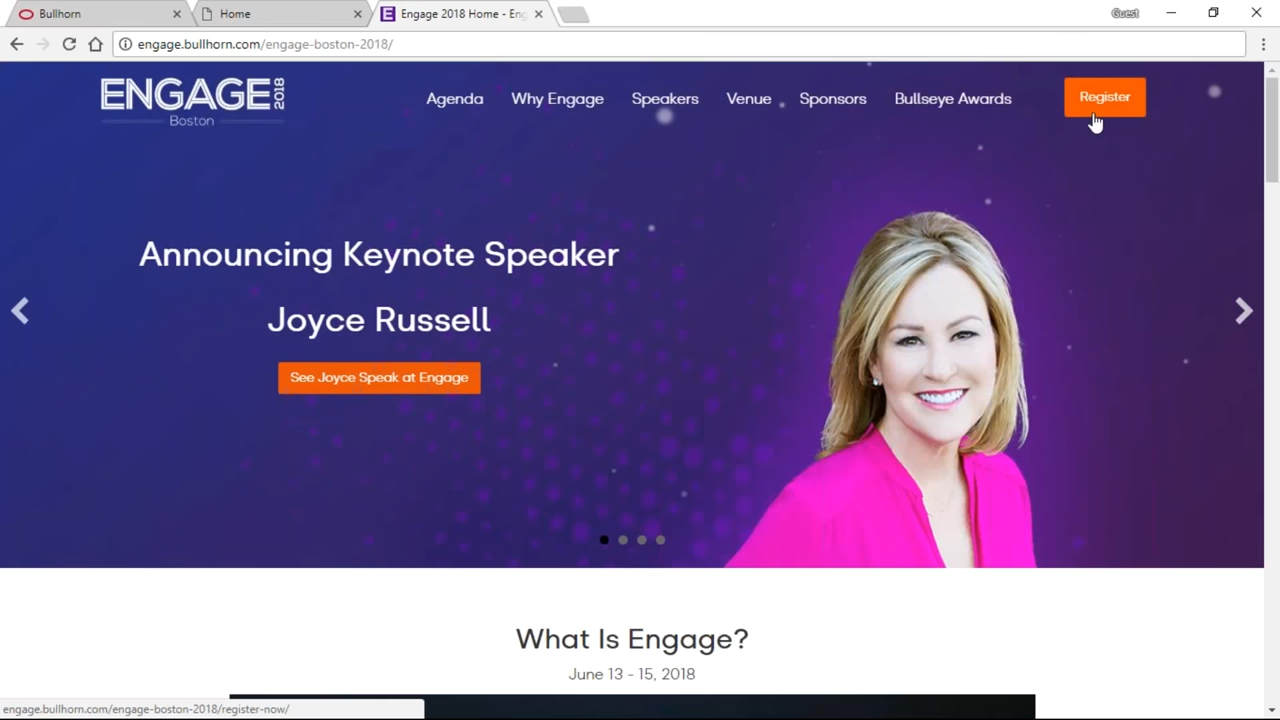 Bullhorn
Home
Engage 2018 Home - Eng
Guest
engage.bullhorn.com/engage-boston-2018/
ENGAGE 2018
Boston
Agenda
Why Engage
Speakers
Venue
Sponsors
Bullseye Awards
Register
Announcing Keynote Speaker
Joyce Russell
See Joyce Speak at Engage
What Is Engage?
June 13 - 15, 2018
engage.bullhorn.com/engage-boston-2018/register-now/